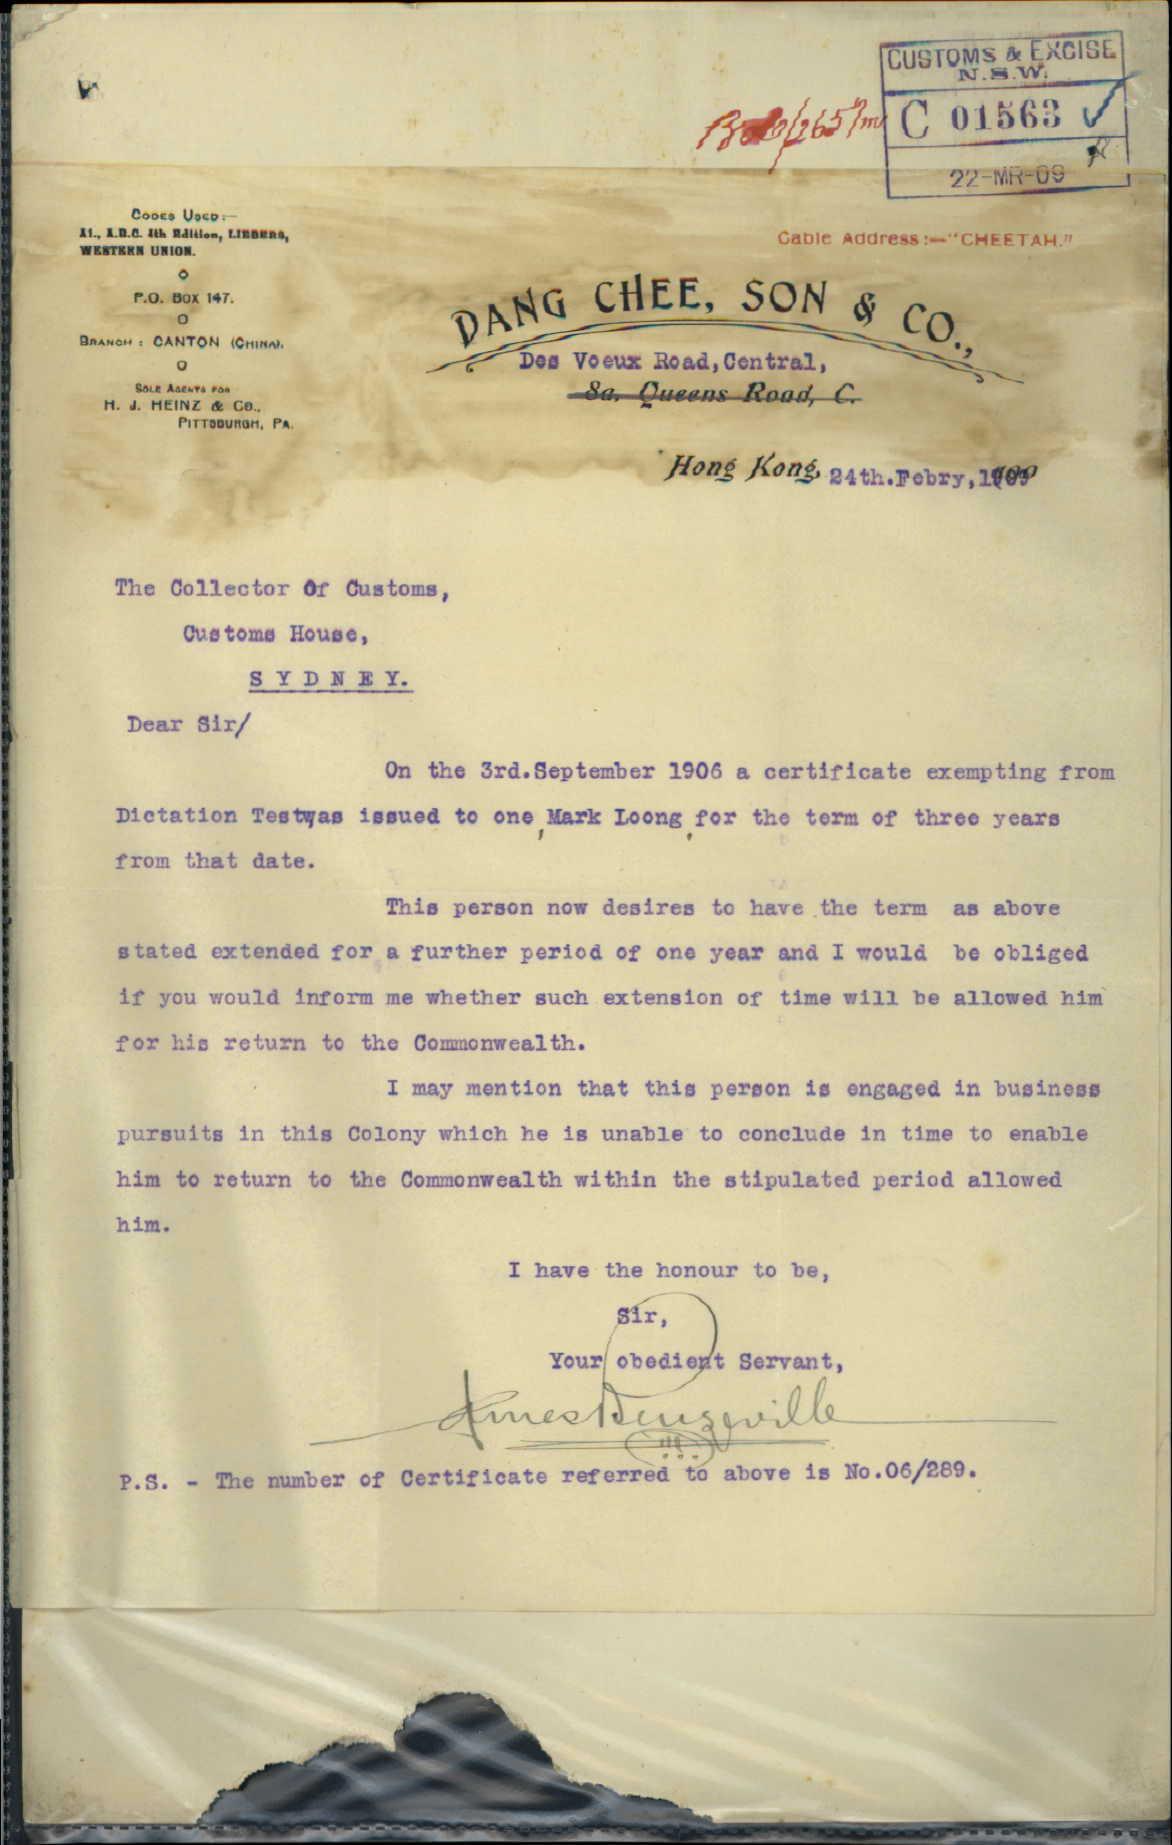 CUSTOMS & EXCISE
N.S.W.
C 01563
22-MR-09
CODES USED:—
A1., A.B.C. 4th Edition, LIEBERS,
WESTERN UNION.
P.O. BOX 147.
BRANCH: CANTON (CHINA).
SOLE AGENTS FOR
H. J. HEINZ & CO.,
PITTSBURGH, PA.
Cable Address:—"CHEETAH."
DANG CHEE, SON & CO.,
Des Voeux Road, Central,
8a, Queens Road, C.
Hong Kong, 24th.Febry, 1909
The Collector Of Customs,
Customs House,
SYDNEY.
Dear Sir/
On the 3rd.September 1906 a certificate exempting from
Dictation Test,was issued to one,Mark Loong,for the term of three years
from that date.
This person now desires to have the term as above
stated extended for a further period of one year and I would be obliged
if you would inform me whether such extension of time will be allowed him
for his return to the Commonwealth.
I may mention that this person is engaged in business
pursuits in this Colony which he is unable to conclude in time to enable
him to return to the Commonwealth within the stipulated period allowed
him.
I have the honour to be,
Sir,
Your obedient Servant,
P.S. - The number of Certificate referred to above is No.06/289.